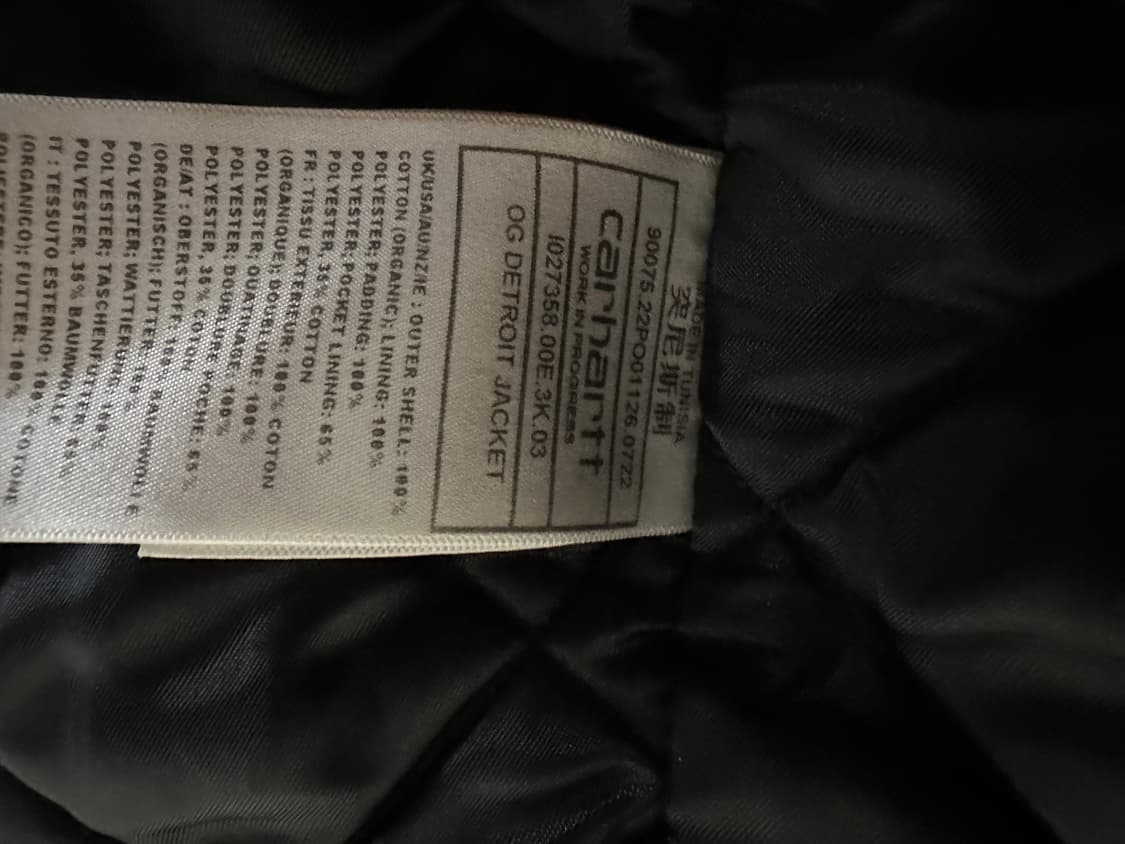 MADE IN TUNISIA
突尼斯制
90075.22PO01126.0722
carhartt
WORK IN PROGRESS
I027358.00E.3K.03
OG DETROIT JACKET
UK/USA/AU/NZ/IE : OUTER SHELL: 100%
COTTON (ORGANIC); LINING: 100%
POLYESTER; PADDING: 100%
POLYESTER; POCKET LINING: 65%
POLYESTER, 35% COTTON
FR : TISSU EXTERIEUR: 100% COTON
(ORGANIQUE); DOUBLURE: 100%
POLYESTER; OUATINAGE: 100%
POLYESTER; DOUBLURE POCHE: 65%
POLYESTER, 35% COTON
DE/AT : OBERSTOFF: 100% BAUMWOLLE
(ORGANISCH); FUTTER: 100%
POLYESTER; WATTIERUNG: 100%
POLYESTER; TASCHENFUTTER: 65%
POLYESTER, 35% BAUMWOLLE
IT : TESSUTO ESTERNO: 100% COTONE
(ORGANICO); FUTTER: 100%